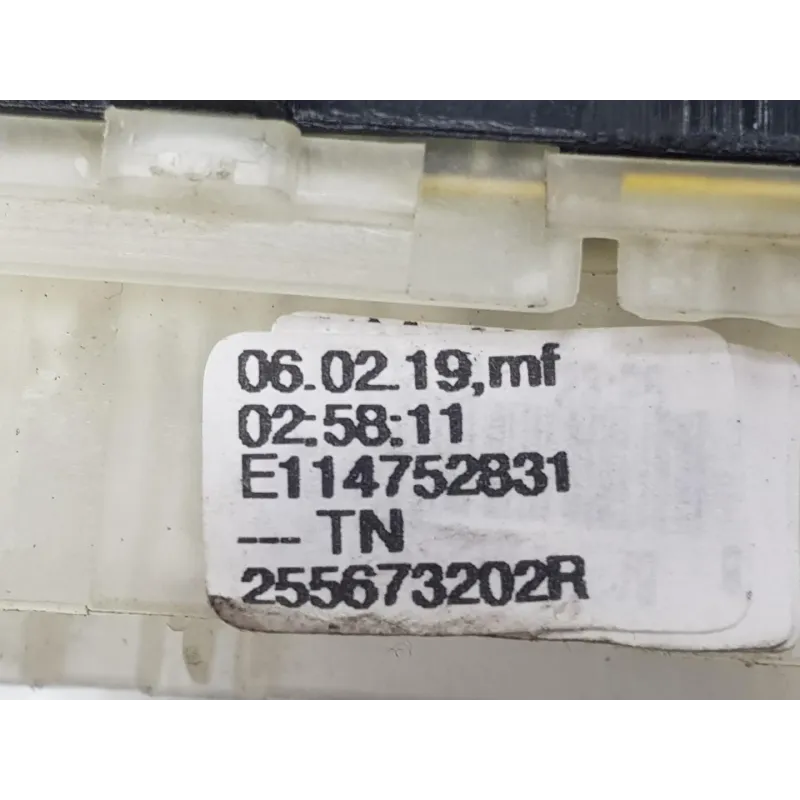 06.02.19,mf
02:58:11
E114752831
--- TN
255673202R